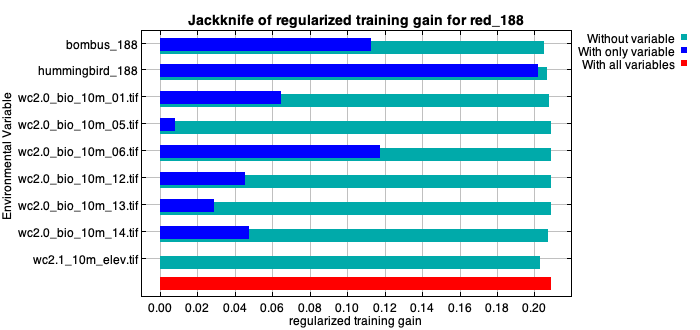 Jackknife of regularized training gain for red_188
Without variable
With only variable
With all variables
Environmental Variable
bombus_188
hummingbird_188
wc2.0_bio_10m_01.tif
wc2.0_bio_10m_05.tif
wc2.0_bio_10m_06.tif
wc2.0_bio_10m_12.tif
wc2.0_bio_10m_13.tif
wc2.0_bio_10m_14.tif
wc2.1_10m_elev.tif
0.00 0.02 0.04 0.06 0.08 0.10 0.12 0.14 0.16 0.18 0.20
regularized training gain